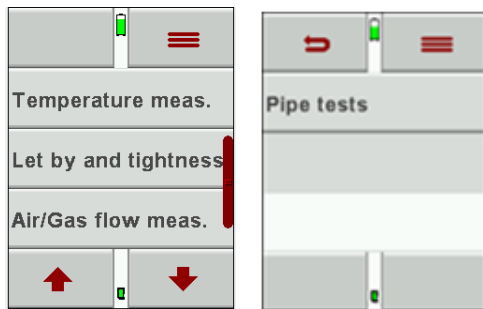 Temperature meas.
Let by and tightness
Air/Gas flow meas.
Pipe tests